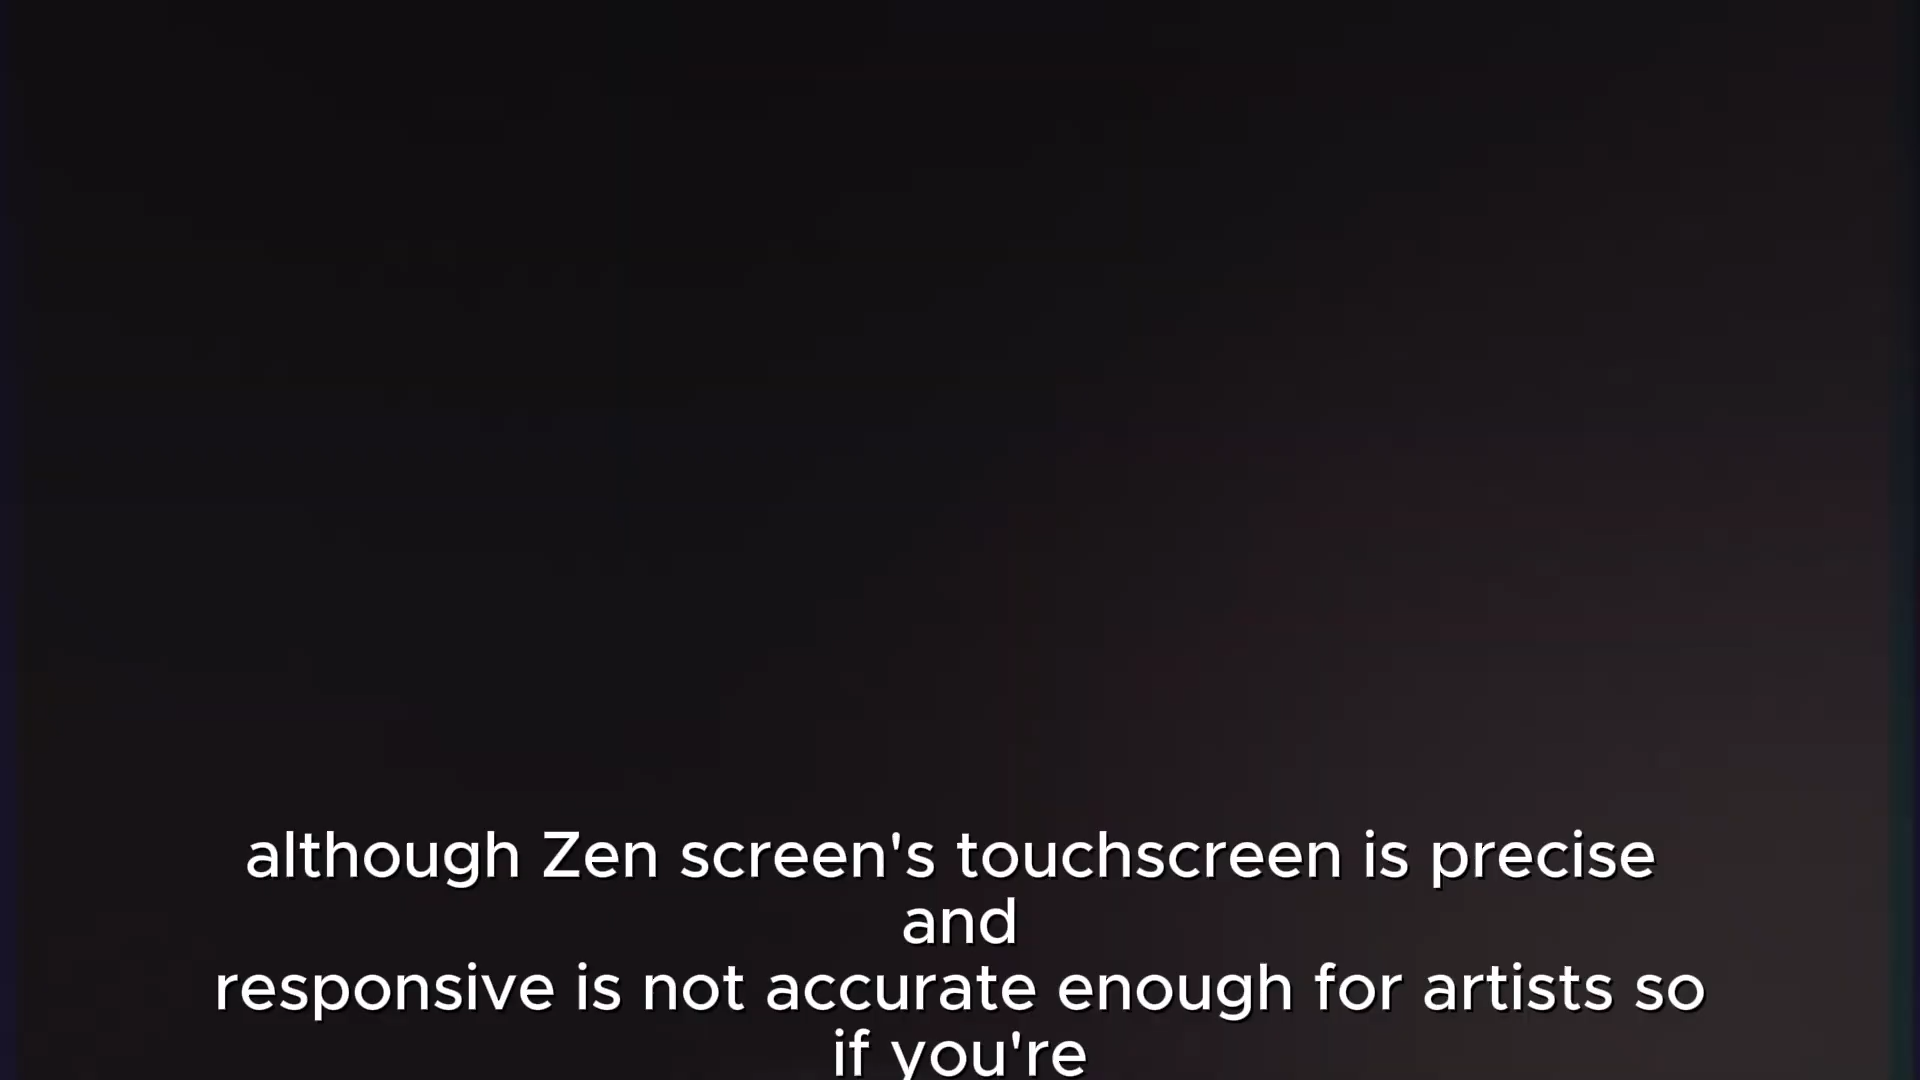 although Zen screen's touchscreen is precise
and
responsive is not accurate enough for artists so
if you're